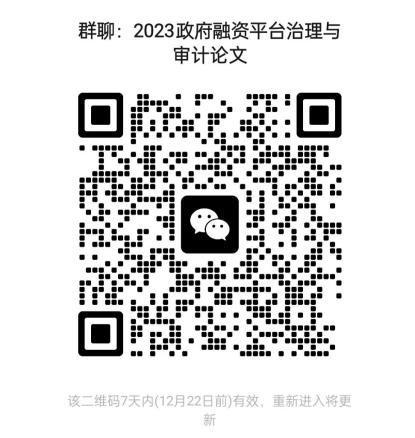 群聊：2023政府融资平台治理与
审计论文
该二维码7天内(12月22日前)有效，重新进入将更
新